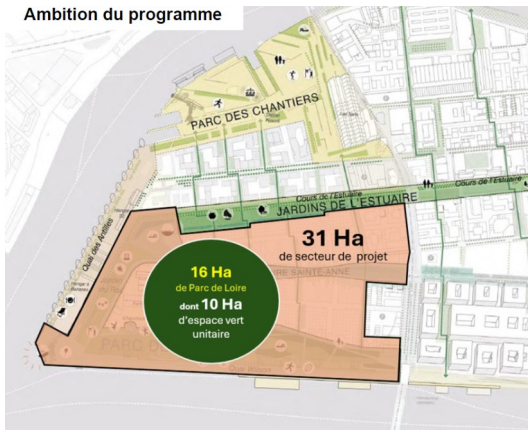 Ambition du programme
PARC DES CHANTIERS
Cours de l'Estuaire
Cours de l'Estuaire
JARDINS DE L'ESTUAIRE
Quai des Antilles
31 Ha
de secteur de projet
RE SAINTE-ANNE
16 Ha
de Parc de Loire
dont 10 Ha
d'espace vert
unitaire
PARC D